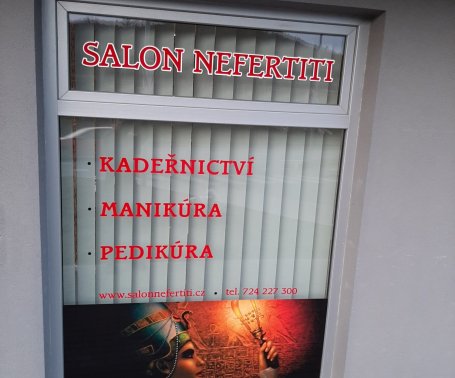 SALON NEFERTITI
• KADEŘNICTVÍ
• MANIKÚRA
• PEDIKÚRA
www.salonnefertiti.cz • tel. 724 227 300